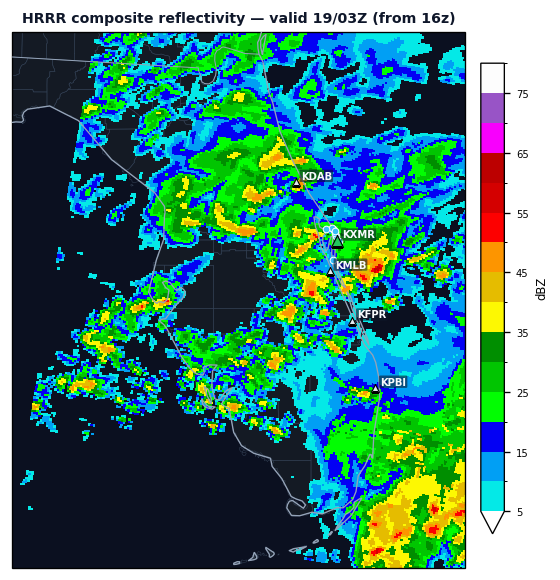 HRRR composite reflectivity — valid 19/03Z (from 16z)
KDAB
KXMR
KMLB
KFPR
KPBI
75
65
55
45
35
25
15
5
dBZ